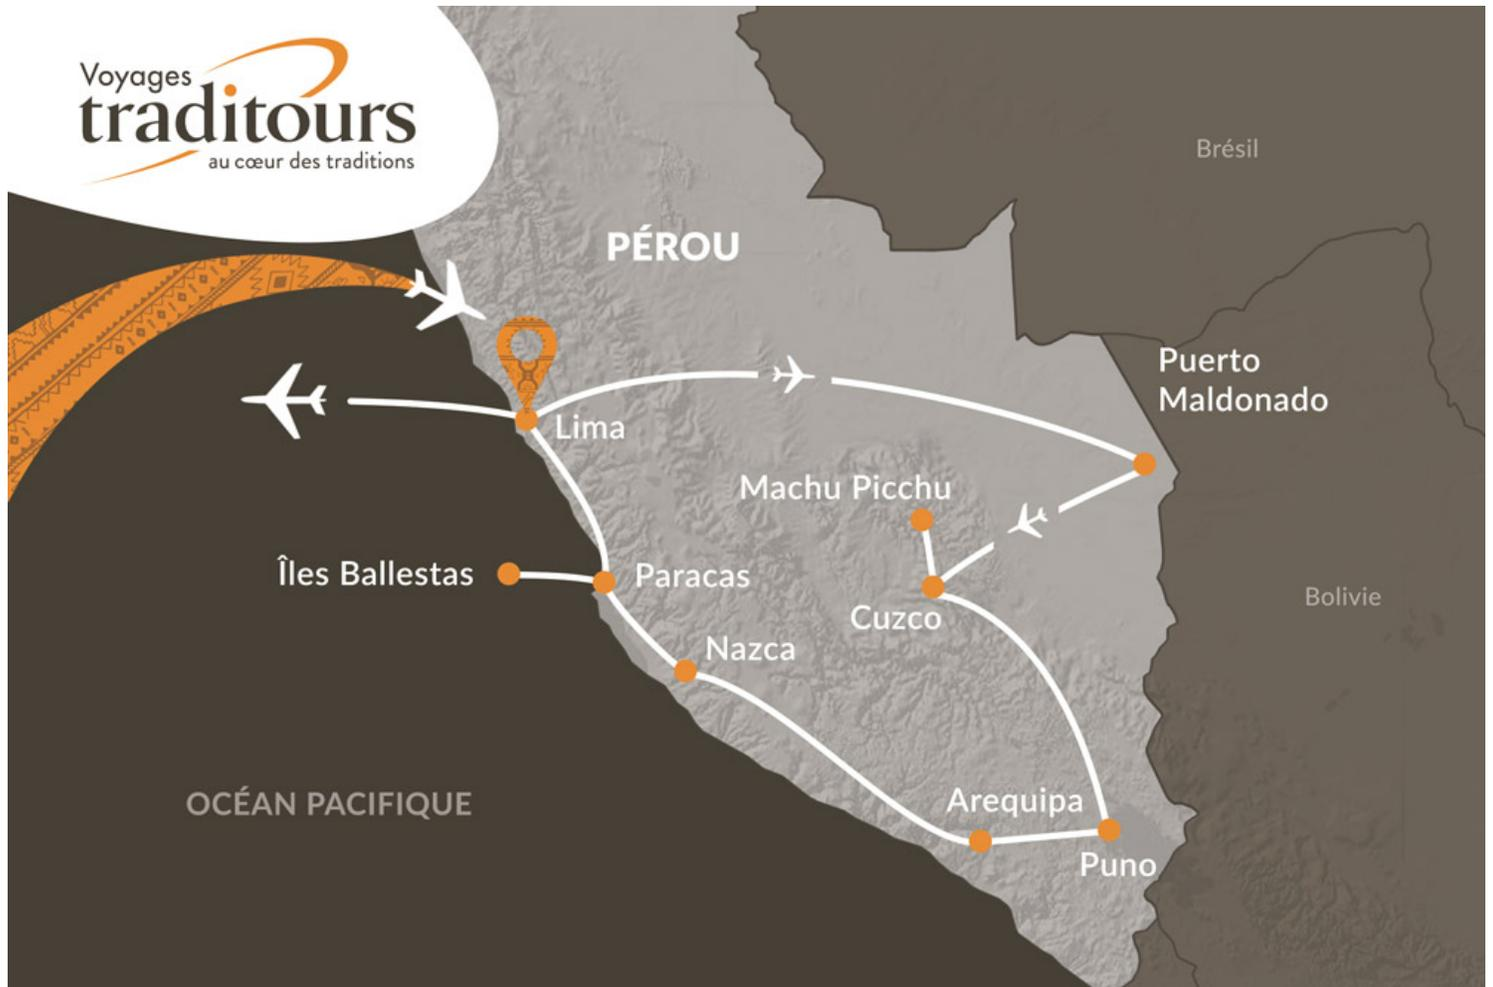 Voyages
traditours
au cœur des traditions
Brésil
PÉROU
Puerto
Maldonado
Lima
Machu Picchu
Îles Ballestas
Paracas
Cuzco
Bolivie
Nazca
OCÉAN PACIFIQUE
Arequipa
Puno